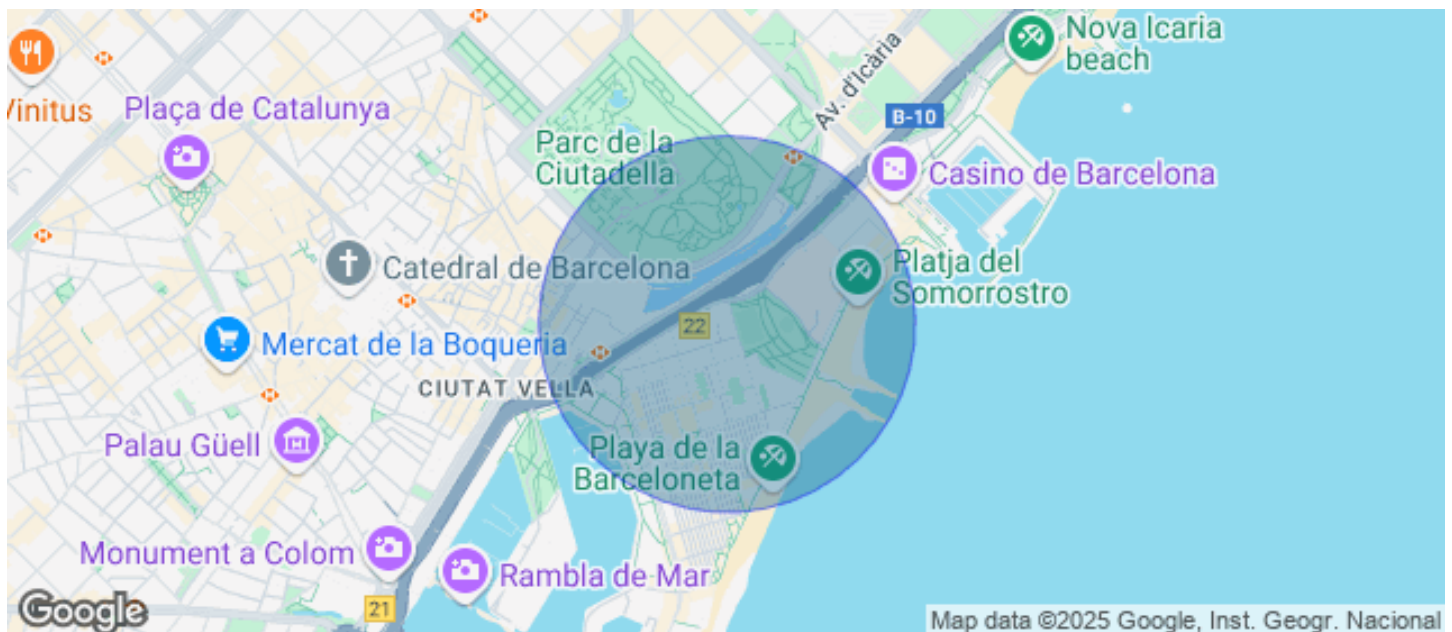 Nova Icaria
beach
Av. d'Icària
Vinitus
Plaça de Catalunya
B-10
Parc de la
Ciutadella
Casino de Barcelona
Catedral de Barcelona
Platja del
Somorrostro
22
Mercat de la Boqueria
CIUTAT VELLA
Palau Güell
Playa de la
Barceloneta
Monument a Colom
Rambla de Mar
21
Google
Map data ©2025 Google, Inst. Geogr. Nacional